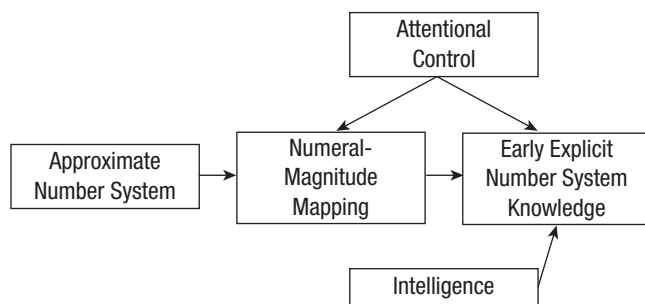 Attentional
Control
Approximate
Number System
Numeral-
Magnitude
Mapping
Early Explicit
Number System
Knowledge
Intelligence